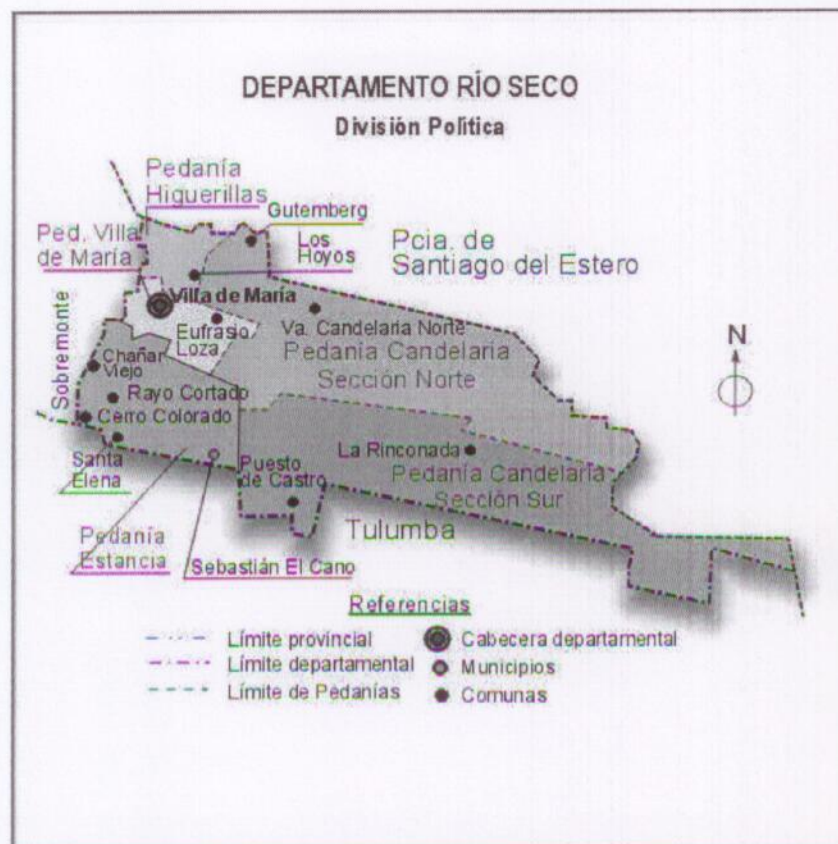 DEPARTAMENTO RÍO SECO
División Política
Pedanía
Higuerillas
Gutemberg
Ped. Villa
de María
Los
Hoyos
Pcia. de
Santiago del Estero
Villa de María
Sobremonte
Eufrasio
Loza
Va. Candelaria Norte
Pedanía Candelaria
Sección Norte
N
Chañar
Viejo
Rayo Cortado
Cerro Colorado
Santa
Elena
Puesto
de Castro
La Rinconada
Pedanía Candelaria
Sección Sur
Tulumba
Pedanía
Estancia
Sebastián El Cano
Referencias
Límite provincial
Cabecera departamental
Límite departamental
Municipios
Límite de Pedanías
Comunas